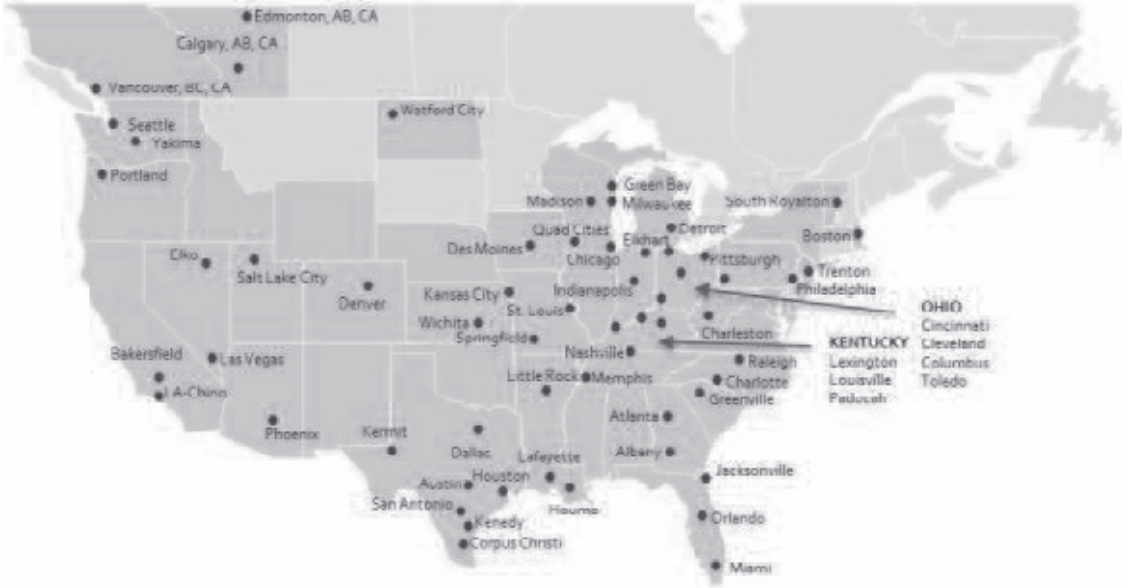 Edmonton, AB, CA
Calgary, AB, CA
Vancouver, BC, CA
Watford City
Seattle
Yakima
Portland
Green Bay
Madison
Milwaukee
South Royalton
Detroit
Quad Cities
Elkhart
Boston
Des Moines
Chicago
Elko
Pittsburgh
Salt Lake City
Trenton
Philadelphia
Denver
Indianapolis
Kansas City
St. Louis
OHIO
Cincinnati
Cleveland
Columbus
Toledo
Wichita
Springfield
Charleston
KENTUCKY
Lexington
Louisville
Paducah
Nashville
Bakersfield
Las Vegas
Raleigh
Little Rock
Memphis
Charlotte
LA-Chino
Greenville
Atlanta
Phoenix
Kermit
Dallas
Albany
Lafayette
Jacksonville
Houston
Austin
San Antonio
Houma
Orlando
Kenedy
Corpus Christi
Miami